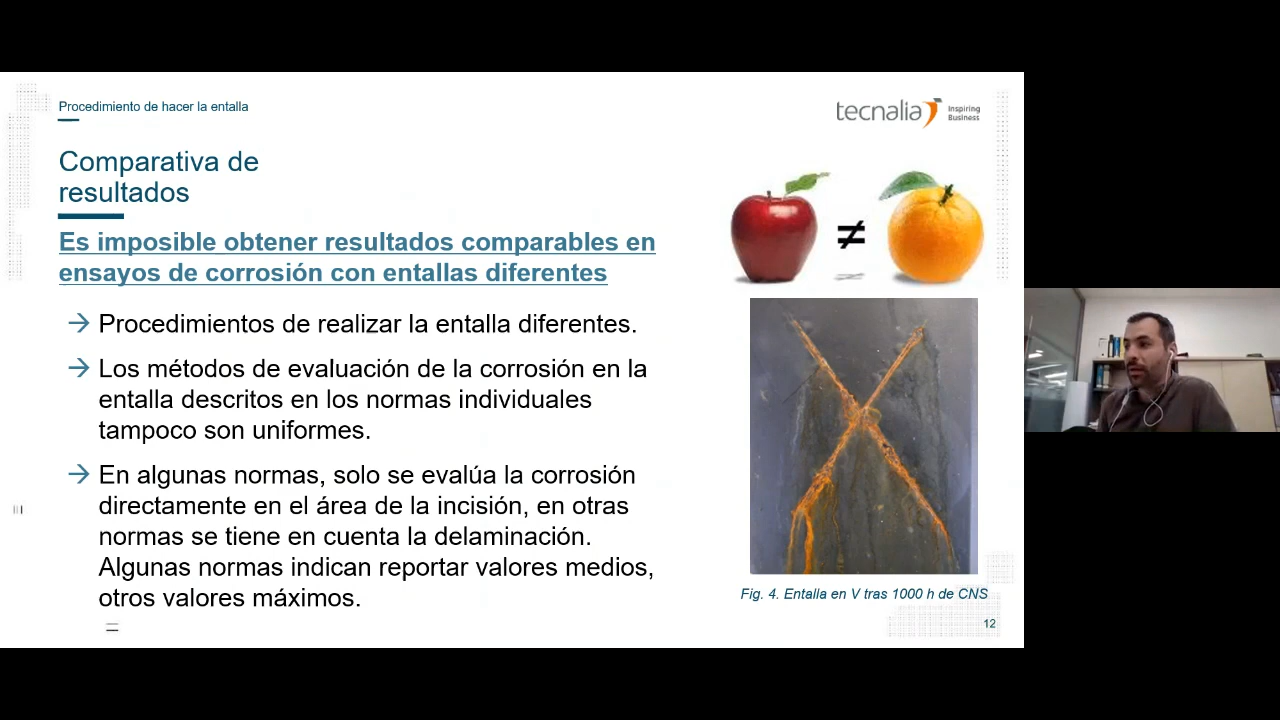 Procedimiento de hacer la entalla
tecnalia Inspiring
Business
Comparativa de
resultados
Es imposible obtener resultados comparables en
ensayos de corrosión con entallas diferentes
→ Procedimientos de realizar la entalla diferentes.
→ Los métodos de evaluación de la corrosión en la
entalla descritos en los normas individuales
tampoco son uniformes.
→ En algunas normas, solo se evalúa la corrosión
directamente en el área de la incisión, en otras
normas se tiene en cuenta la delaminación.
Algunas normas indican reportar valores medios,
otros valores máximos.
≠
Fig. 4. Entalla en V tras 1000 h de CNS
12